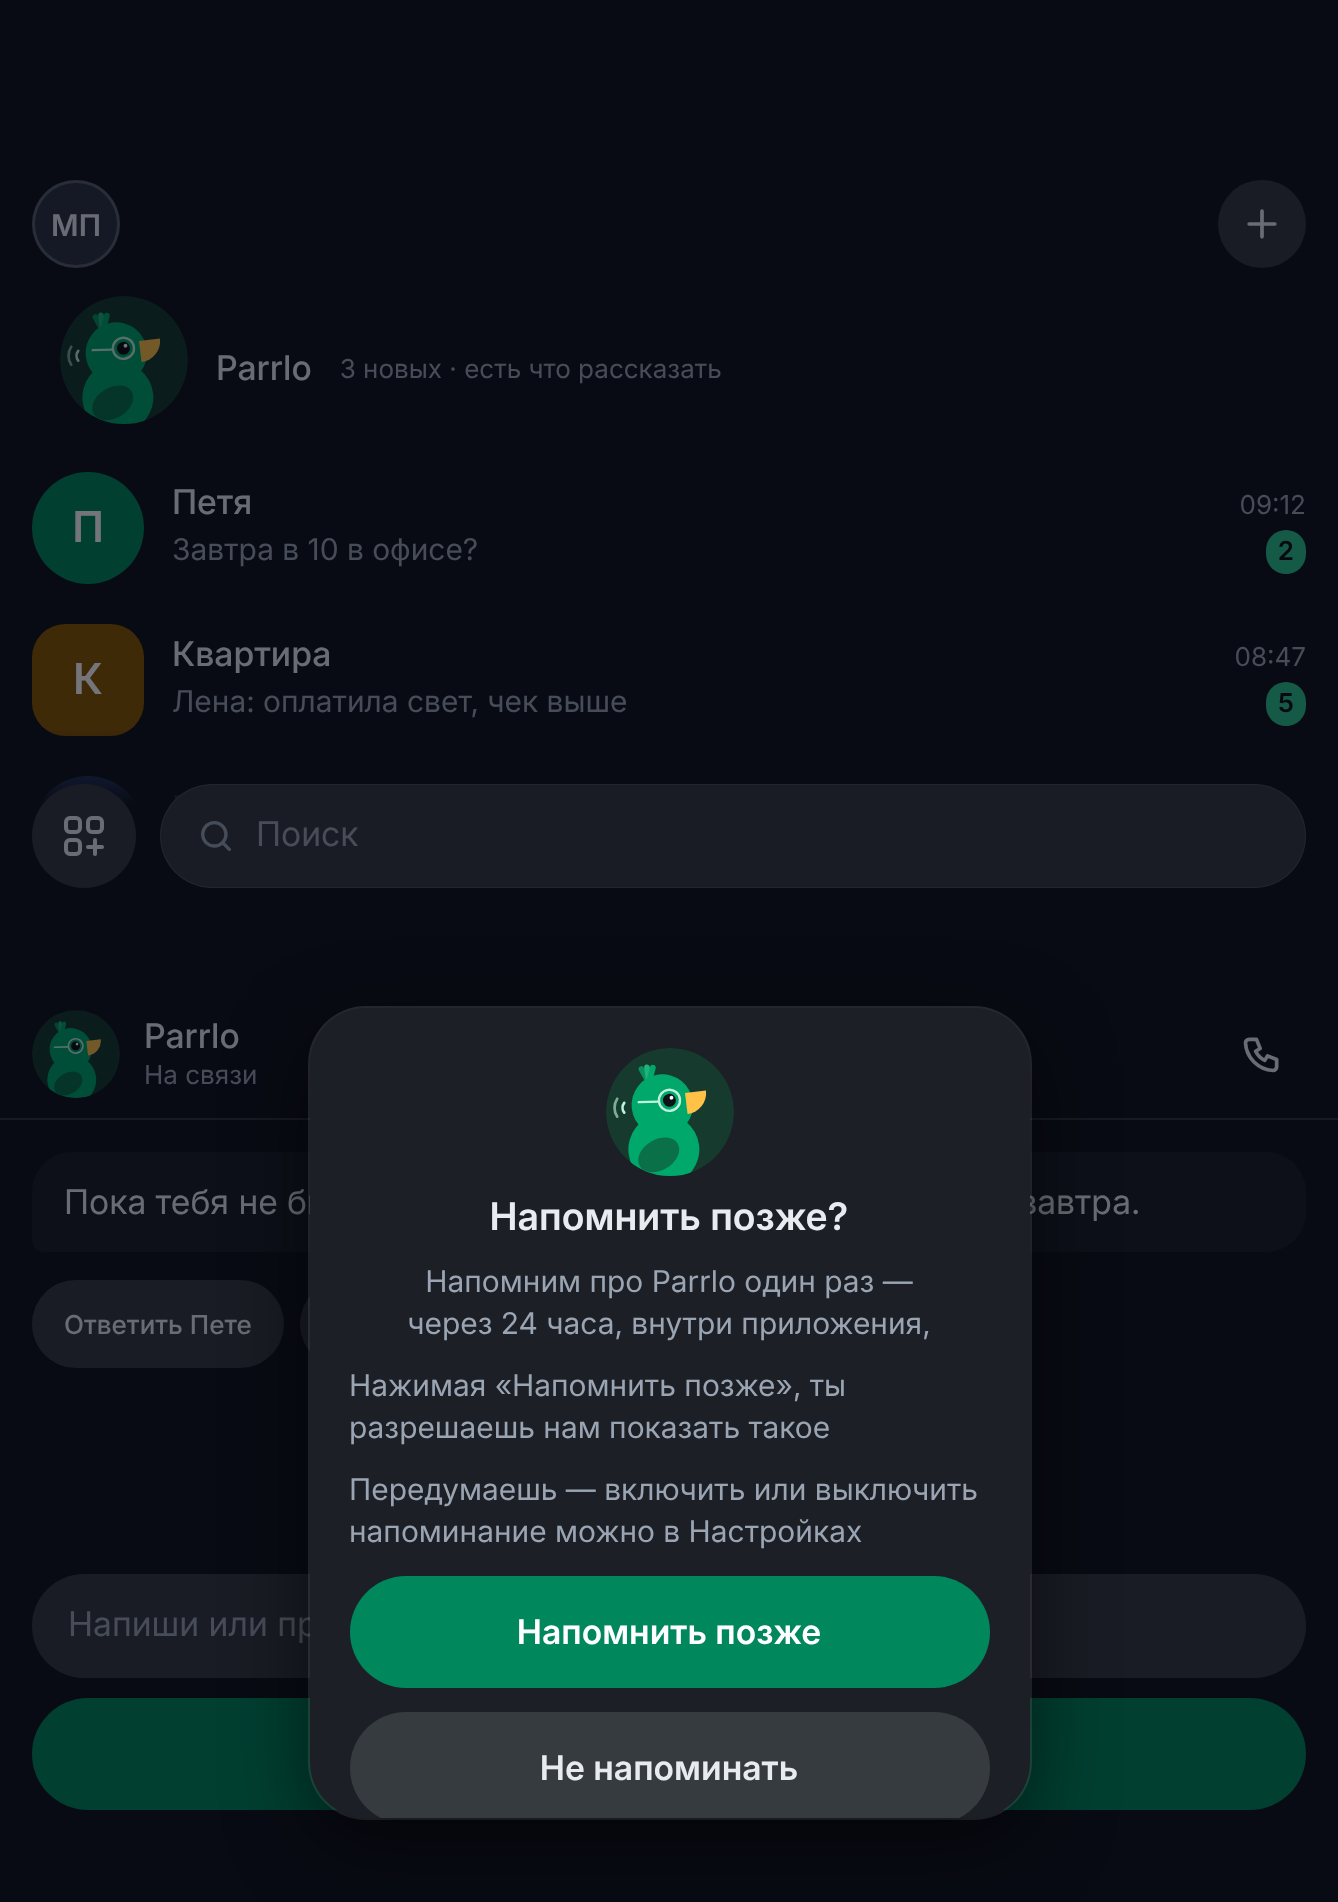 МП
Parrlo 3 новых · есть что рассказать
П
Петя
09:12
Завтра в 10 в офисе?
2
К
Квартира
08:47
Лена: оплатила свет, чек выше
5
Поиск
Parrlo
На связи
Пока тебя не завтра.
Ответить Пете
Напомнить позже?
Напомним про Parrlo один раз —
через 24 часа, внутри приложения,
Нажимая «Напомнить позже», ты
разрешаешь нам показать такое
Передумаешь — включить или выключить
напоминание можно в Настройках
Напиши или
Напомнить позже
Не напоминать